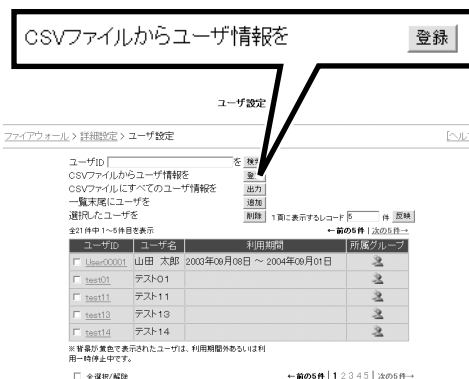 CSVファイルからユーザ情報を 登録
ユーザ設定
ファイアウォール > 詳細設定 > ユーザ設定 [ヘル
ユーザID を 検索
CSVファイルからユーザ情報を
CSVファイルにすべてのユーザ情報を 出力
一覧末尾にユーザを 追加
選択したユーザを 削除 1頁に表示するレコード 5 件 反映
全21件中 1～5件目を表示 ←前の5件 | 次の5件→
ユーザID ユーザ名 利用期間 所属グループ
User00001 山田 太郎 2003年09月08日 ～ 2004年09月01日
test01 テスト01
test11 テスト11
test13 テスト13
test14 テスト14
※背景が黄色で表示されたユーザは、利用期間外あるいは利
用一時停止中です。
全選択/解除 ←前の5件 | 1 2 3 4 5 | 次の5件→